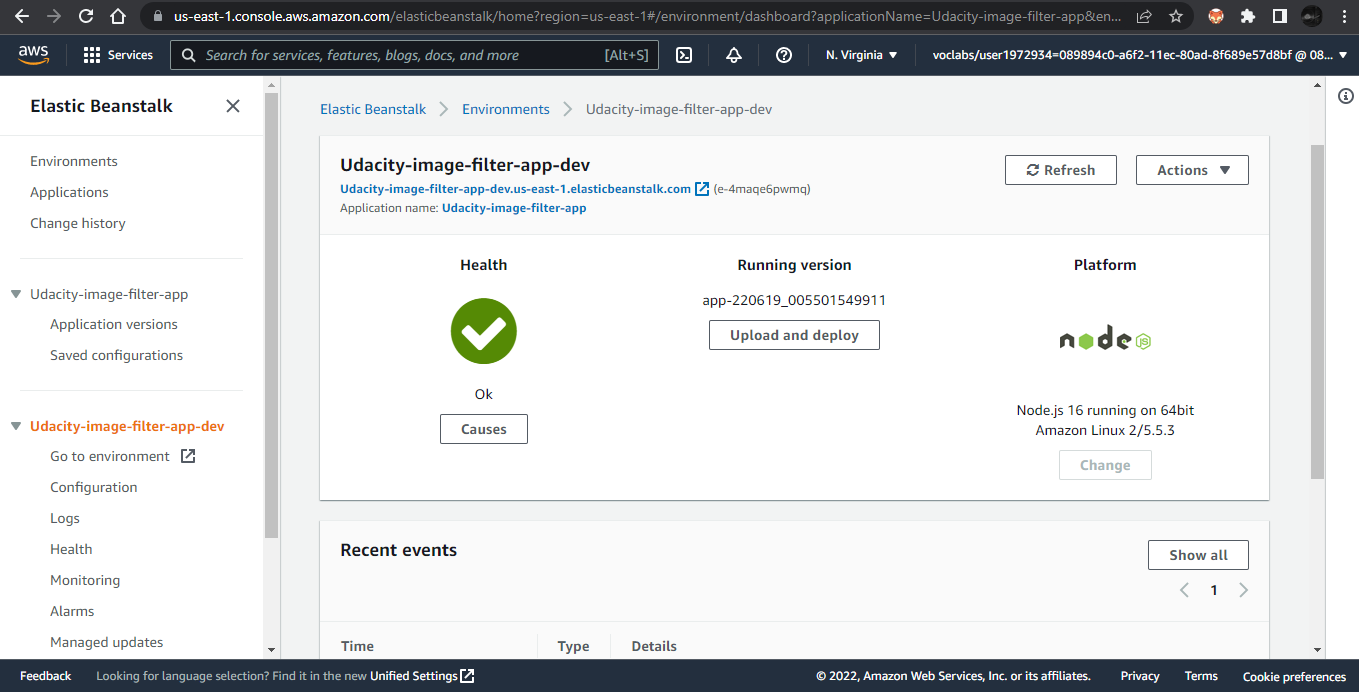 us-east-1.console.aws.amazon.com/elasticbeanstalk/home?region=us-east-1#/environment/dashboard?applicationName=Udacity-image-filter-app&en...
aws
Services
Search for services, features, blogs, docs, and more [Alt+S]
N. Virginia
voclabs/user1972934=089894c0-a6f2-11ec-80ad-8f689e57d8bf @ 08...
Elastic Beanstalk
Environments
Applications
Change history
Udacity-image-filter-app
Application versions
Saved configurations
Udacity-image-filter-app-dev
Go to environment
Configuration
Logs
Health
Monitoring
Alarms
Managed updates
Elastic Beanstalk
Environments
Udacity-image-filter-app-dev
Udacity-image-filter-app-dev
Udacity-image-filter-app-dev.us-east-1.elasticbeanstalk.com (e-4maqe6pwmq)
Application name: Udacity-image-filter-app
Refresh
Actions
Health
Ok
Causes
Running version
app-220619_005501549911
Upload and deploy
Platform
node JS
Node.js 16 running on 64bit
Amazon Linux 2/5.5.3
Change
Recent events
Show all
1
Time Type Details
Feedback
Looking for language selection? Find it in the new Unified Settings
© 2022, Amazon Web Services, Inc. or its affiliates.
Privacy
Terms
Cookie preferences